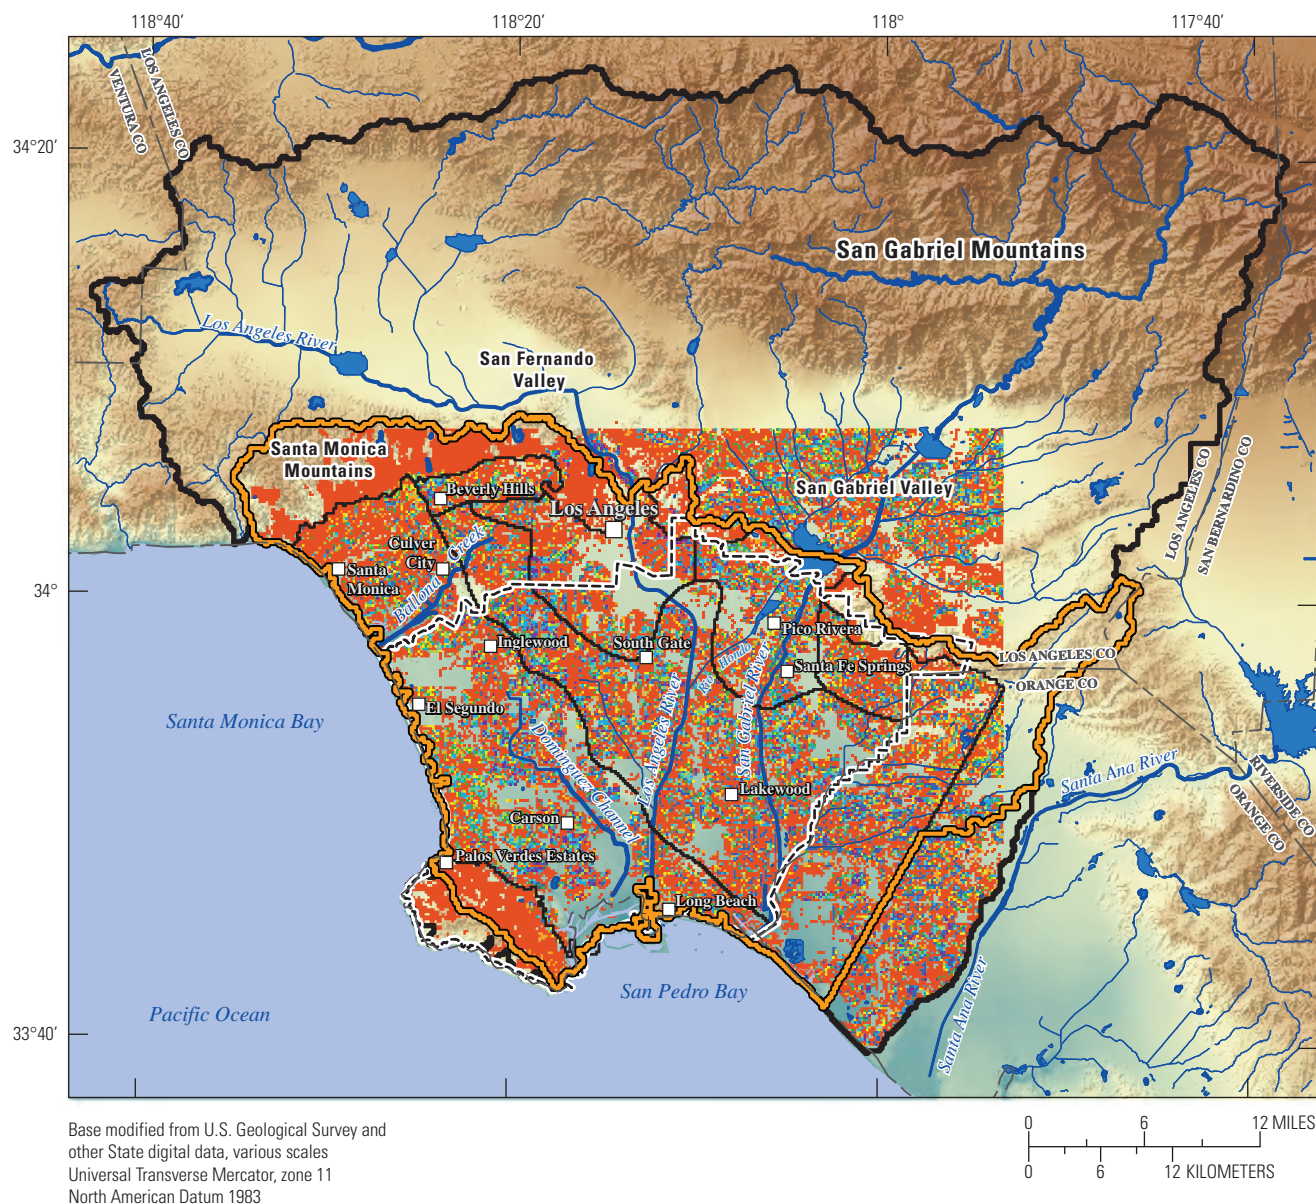 118°40'
118°20'
118°
117°40'
LOS ANGELES CO
VENTURA CO
34°20'
San Gabriel Mountains
Los Angeles River
San Fernando
Valley
Santa Monica
Mountains
San Gabriel Valley
Beverly Hills
Los Angeles
LOS ANGELES CO
SAN BERNARDINO CO
Culver
City
Ballona Creek
Santa
Monica
34°
Pico Rivera
Inglewood
South Gate
Rio Hondo
Santa Fe Springs
LOS ANGELES CO
ORANGE CO
El Segundo
Santa Monica Bay
Dominguez Channel
Los Angeles River
San Gabriel River
Lakewood
Santa Ana River
RIVERSIDE CO
ORANGE CO
Carson
Palos Verdes Estates
Long Beach
San Pedro Bay
Santa Ana River
Pacific Ocean
33°40'
Base modified from U.S. Geological Survey and
other State digital data, various scales
Universal Transverse Mercator, zone 11
North American Datum 1983
0 6 12 MILES
0 6 12 KILOMETERS